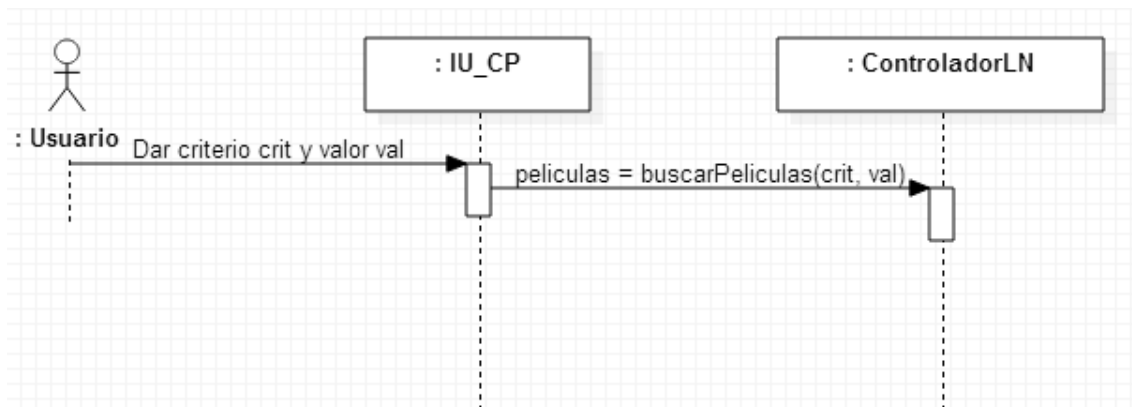 : IU_CP
: ControladorLN
: Usuario
Dar criterio crit y valor val
peliculas = buscarPeliculas(crit, val)